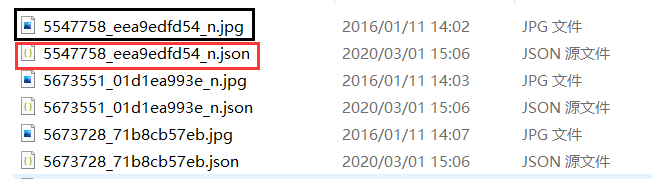 5547758_eea9edfd54_n.jpg 2016/01/11 14:02 JPG 文件
5547758_eea9edfd54_n.json 2020/03/01 15:06 JSON 源文件
5673551_01d1ea993e_n.jpg 2016/01/11 14:03 JPG 文件
5673551_01d1ea993e_n.json 2020/03/01 15:06 JSON 源文件
5673728_71b8cb57eb.jpg 2016/01/11 14:07 JPG 文件
5673728_71b8cb57eb.json 2020/03/01 15:06 JSON 源文件